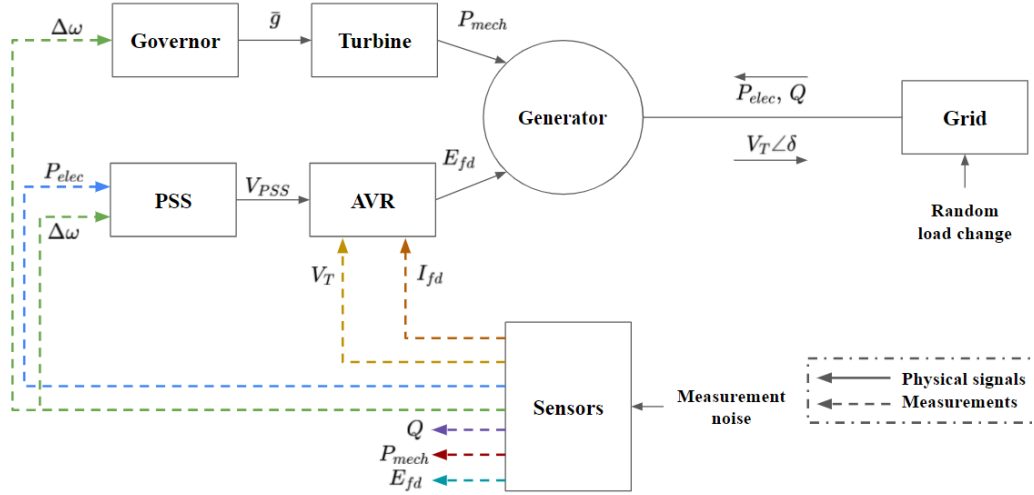 Δω
Governor
ḡ
Turbine
P_mech
Generator
P_elec, Q
V_T∠δ
Grid
Random
load change
P_elec
Δω
PSS
V_PSS
AVR
E_fd
V_T
I_fd
Sensors
Measurement
noise
Q
P_mech
E_fd
Physical signals
Measurements